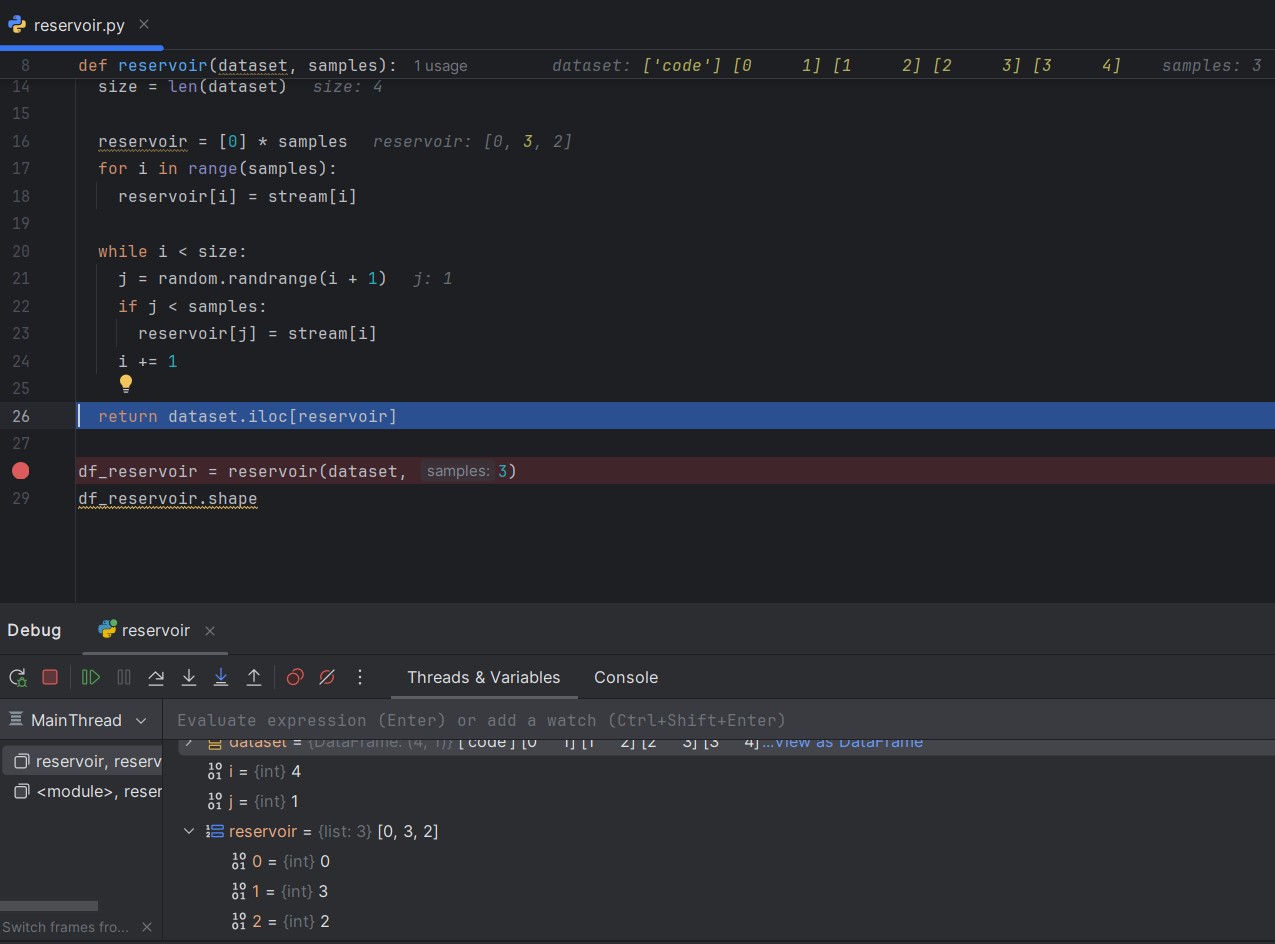 reservoir.py
8 def reservoir(dataset, samples): 1 usage dataset: ['code'] [0 1] [1 2] [2 3] [3 4] samples: 3
14 size = len(dataset) size: 4
15
16 reservoir = [0] * samples reservoir: [0, 3, 2]
17 for i in range(samples):
18 reservoir[i] = stream[i]
19
20 while i < size:
21 j = random.randrange(i + 1) j: 1
22 if j < samples:
23 reservoir[j] = stream[i]
24 i += 1
25
26 return dataset.iloc[reservoir]
27
df_reservoir = reservoir(dataset, samples: 3)
29 df_reservoir.shape
Debug reservoir
Threads & Variables Console
MainThread Evaluate expression (Enter) or add a watch (Ctrl+Shift+Enter)
dataset = {DataFrame: (4, 1)} ['code'] [0 1] [1 2] [2 3] [3 4]...View as DataFrame
reservoir, reserv
i = {int} 4
<module>, reser
j = {int} 1
reservoir = {list: 3} [0, 3, 2]
0 = {int} 0
1 = {int} 3
2 = {int} 2
Switch frames fro...